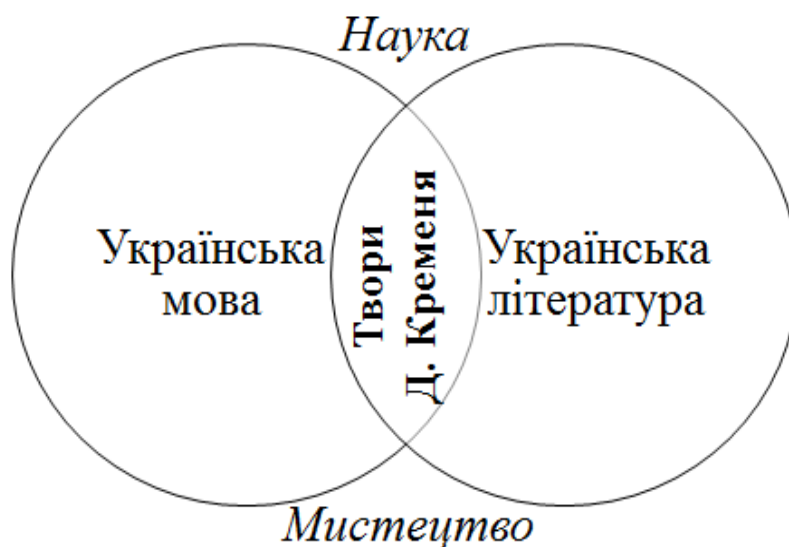 Наука
Українська
мова
Твори
Д. Кременя
Українська
література
Мистецтво